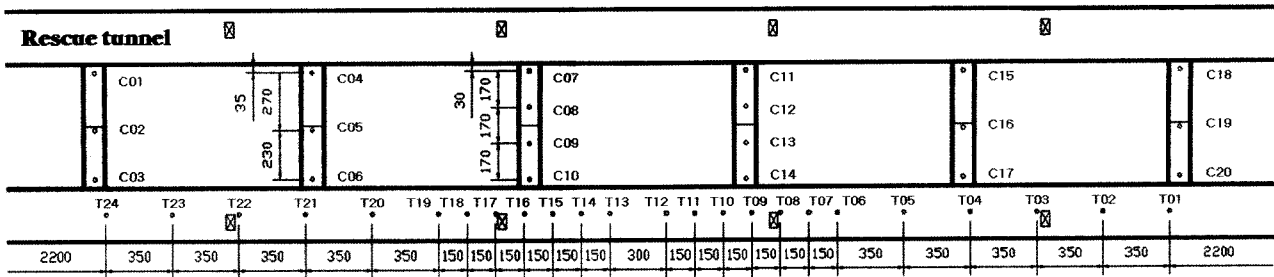 Rescue tunnel
C01 35 270 C04 30 170 C07 C11 C15 C18
C08 C12
C02 C05 170 C16 C19
C09 C13
C03 230 C06 170 C10 C14 C17 C20
T24 T23 T22 T21 T20 T19 T18 T17 T16 T15 T14 T13 T12 T11 T10 T09 T08 T07 T06 T05 T04 T03 T02 T01
2200 350 350 350 350 350 150 150 150 150 150 150 300 150 150 150 150 150 150 350 350 350 350 350 2200